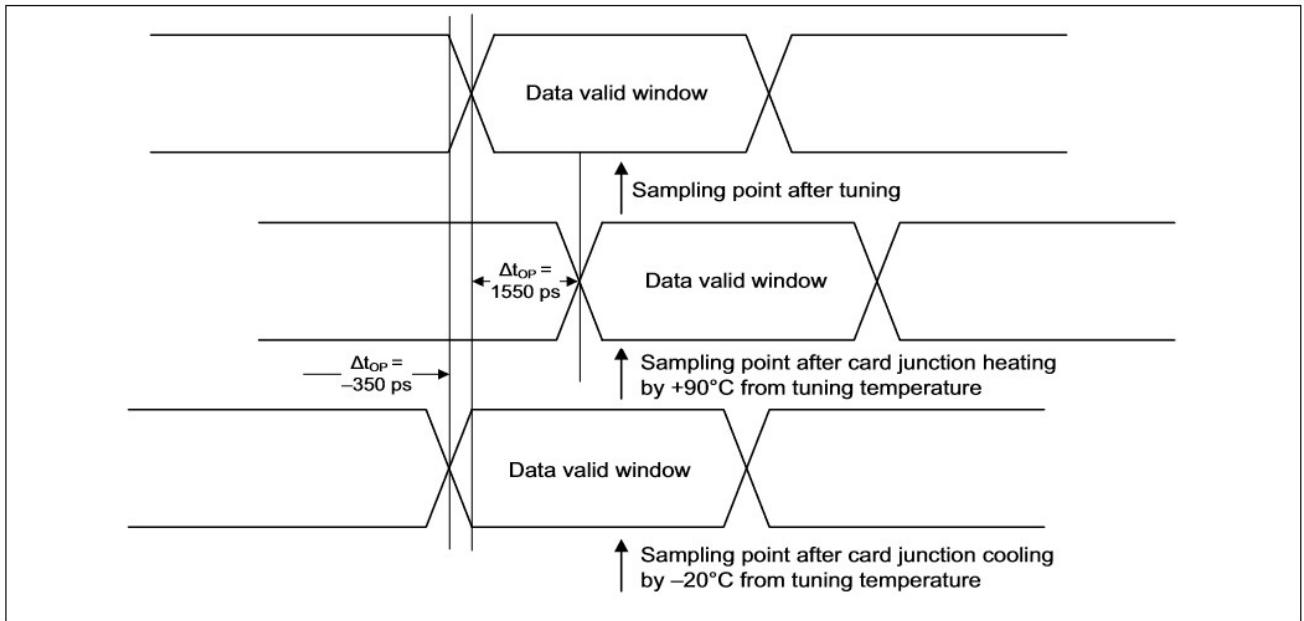 Data valid window
Sampling point after tuning
ΔtOP =
1550 ps
Data valid window
ΔtOP =
–350 ps
Sampling point after card junction heating
by +90°C from tuning temperature
Data valid window
Sampling point after card junction cooling
by –20°C from tuning temperature